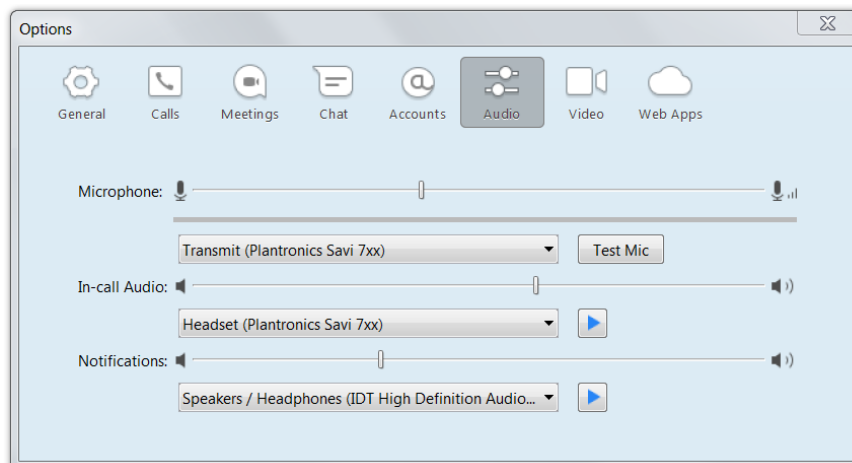 Options
General Calls Meetings Chat Accounts Audio Video Web Apps
Microphone:
Transmit (Plantronics Savi 7xx) Test Mic
In-call Audio:
Headset (Plantronics Savi 7xx)
Notifications:
Speakers / Headphones (IDT High Definition Audio...